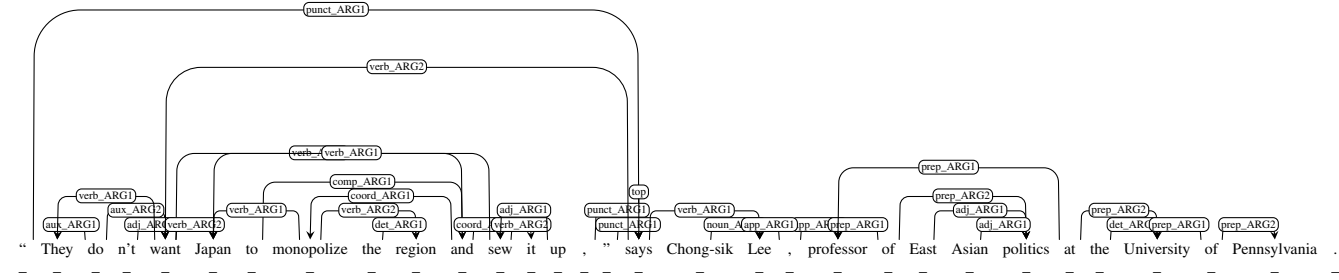 punct_ARG1
verb_ARG2
verb_ARG1
comp_ARG1 prep_ARG1
verb_ARG1 coord_ARG1 top prep_ARG2
aux_ARG2 verb_ARG1 verb_ARG2 adj_ARG1 punct_ARG1 verb_ARG1 adj_ARG1 prep_ARG2
aux_ARG1 verb_ARG2 det_ARG1 verb_ARG2 punct_ARG1 app_ARG1 prep_ARG1 adj_ARG1 prep_ARG1 prep_ARG2
“ They do n't want Japan to monopolize the region and sew it up , ” says Chong-sik Lee , professor of East Asian politics at the University of Pennsylvania .